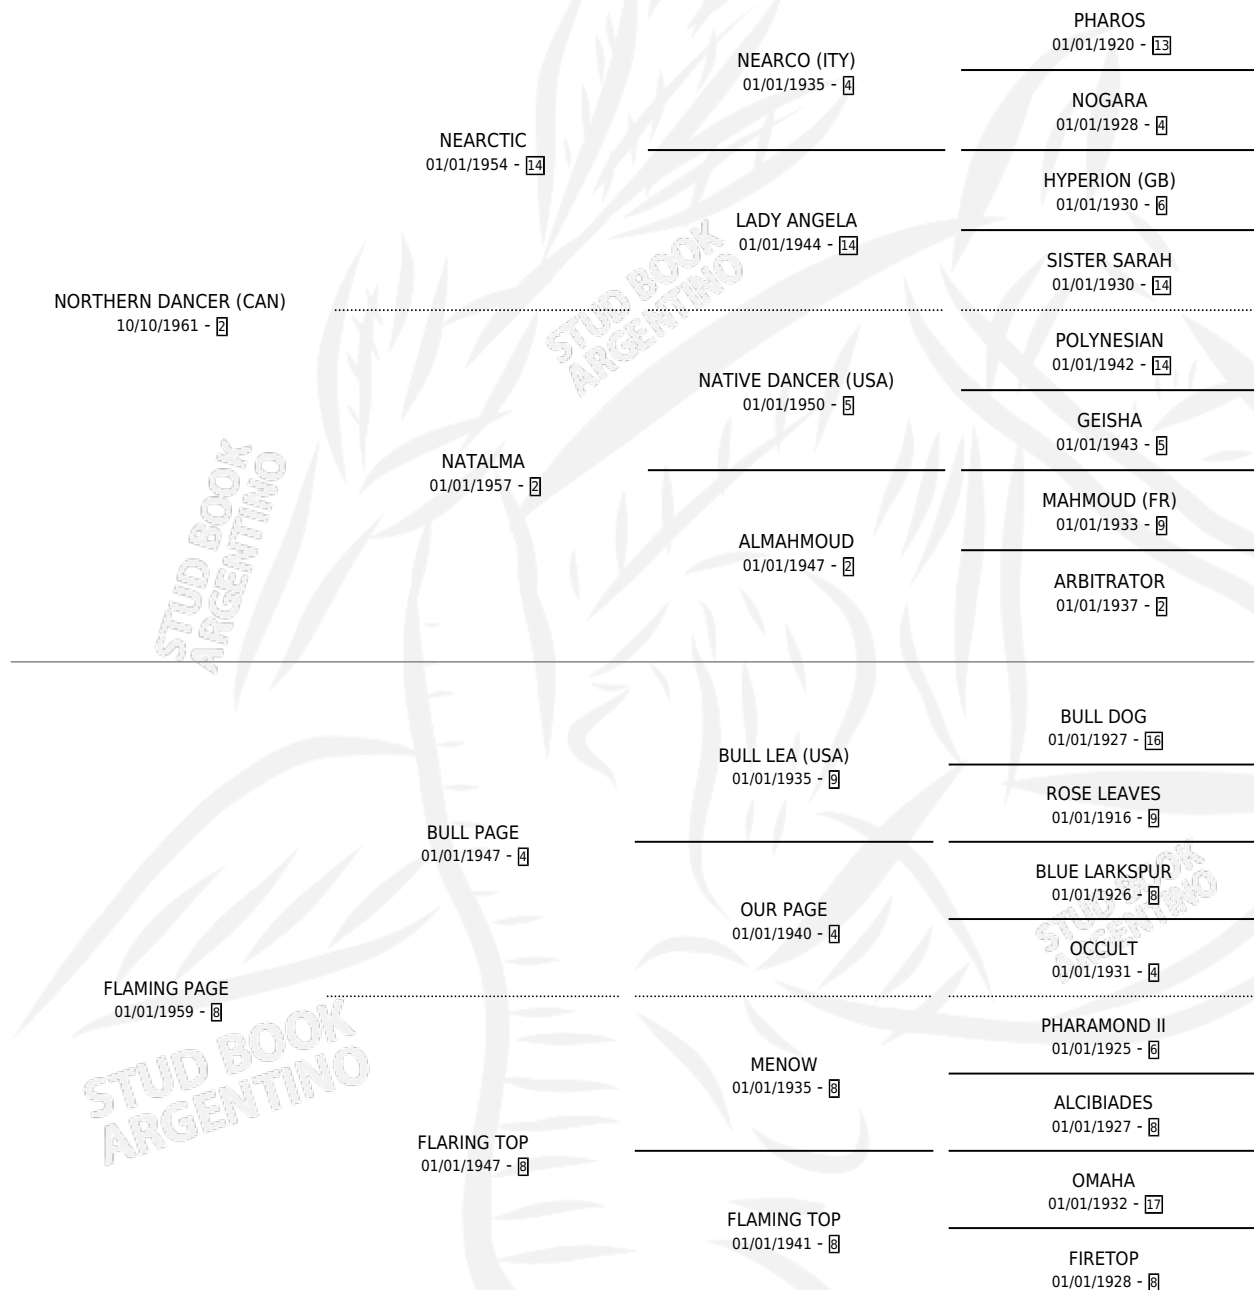 PHAROS
01/01/1920 - 13
NEARCO (ITY)
01/01/1935 - 4
NOGARA
01/01/1928 - 4
NEARCTIC
01/01/1954 - 14
HYPERION (GB)
01/01/1930 - 6
LADY ANGELA
01/01/1944 - 14
SISTER SARAH
01/01/1930 - 14
NORTHERN DANCER (CAN)
10/10/1961 - 2
STUD BOOK
ARGENTINO
POLYNESIAN
01/01/1942 - 14
NATIVE DANCER (USA)
01/01/1950 - 5
GEISHA
01/01/1943 - 5
NATALMA
01/01/1957 - 2
MAHMOUD (FR)
01/01/1933 - 9
ALMAHMOUD
01/01/1947 - 2
ARBITRATOR
01/01/1937 - 2
STUD BOOK
ARGENTINO
BULL DOG
01/01/1927 - 16
BULL LEA (USA)
01/01/1935 - 9
ROSE LEAVES
01/01/1916 - 9
BULL PAGE
01/01/1947 - 4
BLUE LARKSPUR
01/01/1926 - 8
OUR PAGE
01/01/1940 - 4
STUD BOOK
ARGENTINO
OCCULT
01/01/1931 - 4
FLAMING PAGE
01/01/1959 - 8
STUD BOOK
ARGENTINO
PHARAMOND II
01/01/1925 - 6
MENOW
01/01/1935 - 8
ALCIBIADES
01/01/1927 - 8
FLARING TOP
01/01/1947 - 8
OMAHA
01/01/1932 - 17
FLAMING TOP
01/01/1941 - 8
FIRETOP
01/01/1928 - 8